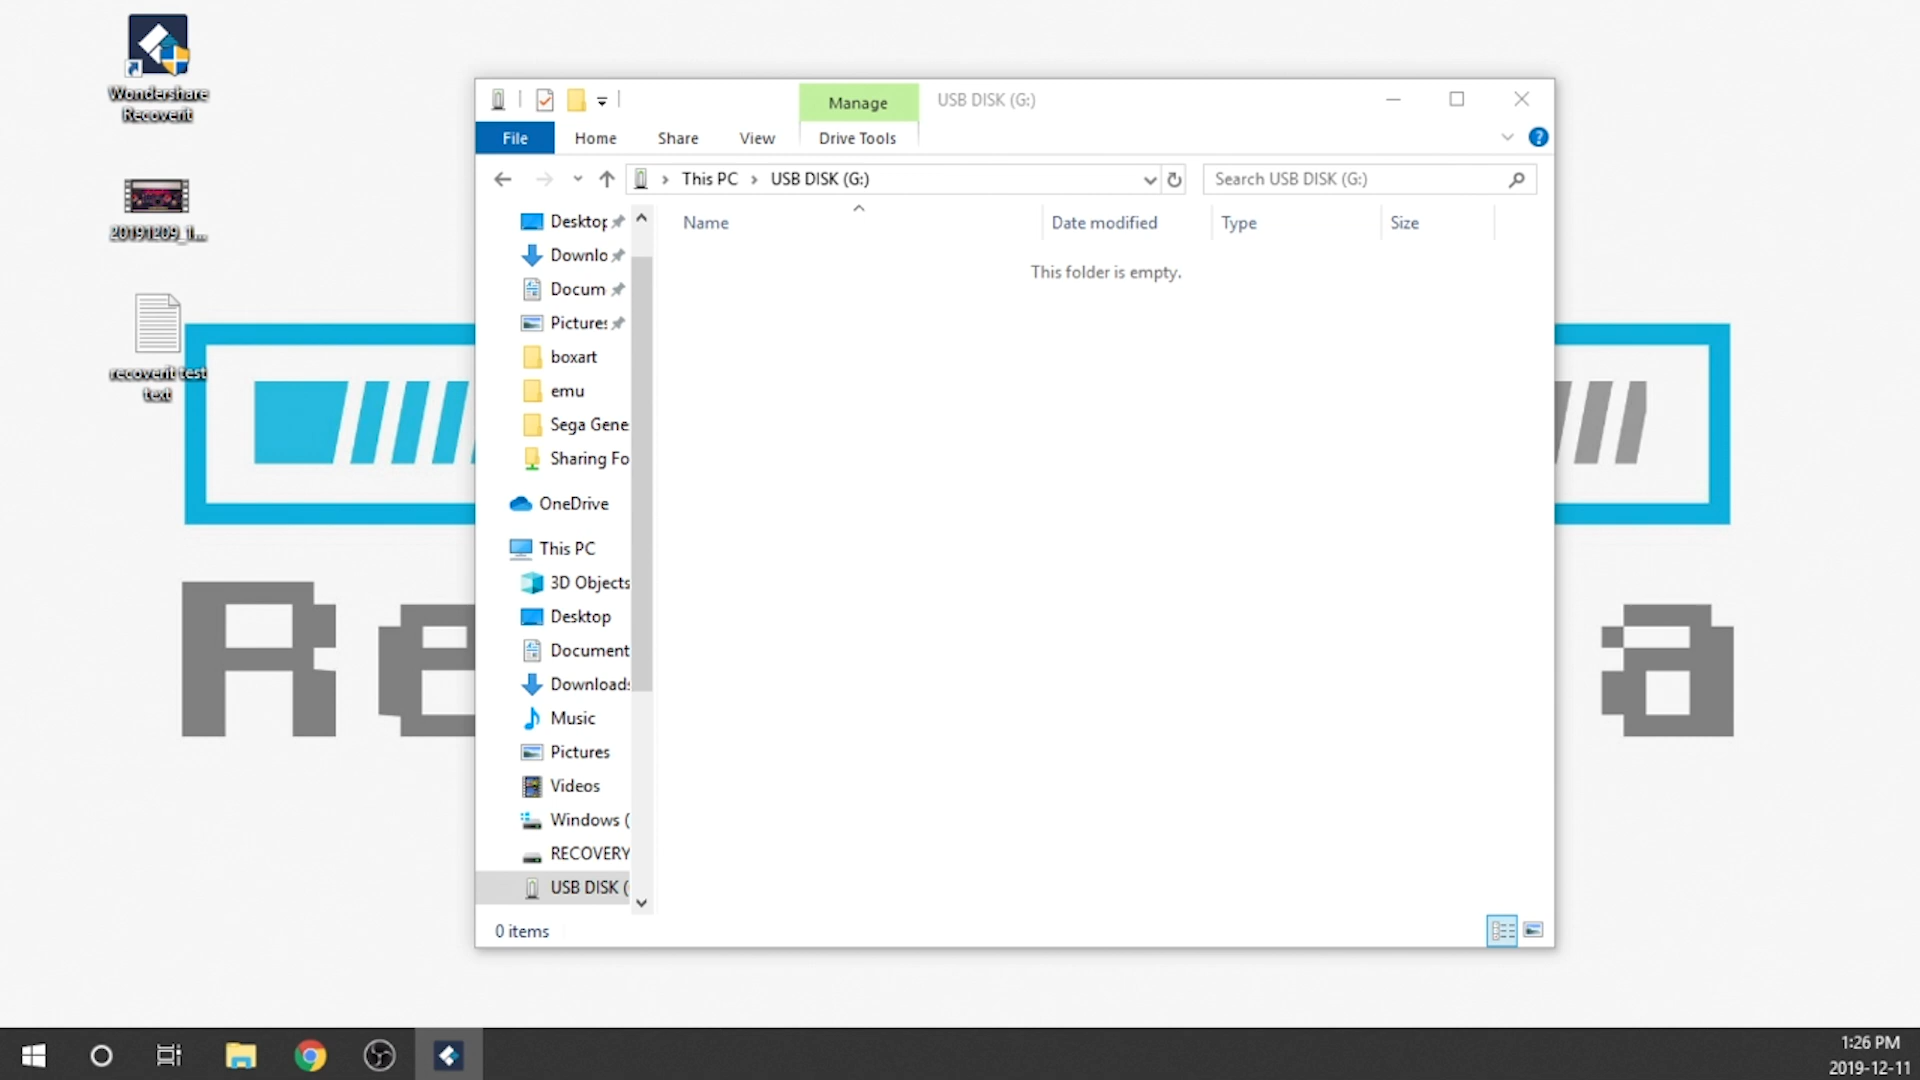 Wondershare
Recoverit
20191209_1...
recoverit test
text
Manage
USB DISK (G:)
File
Home
Share
View
Drive Tools
This PC
USB DISK (G:)
Search USB DISK (G:)
Name
Date modified
Type
Size
This folder is empty.
Desktop
Downlo
Docum
Pictures
boxart
emu
Sega Gene
Sharing Fo
OneDrive
This PC
3D Objects
Desktop
Document
Downloads
Music
Pictures
Videos
Windows (
RECOVERY
USB DISK (
0 items
Re
a
1:26 PM
2019-12-11